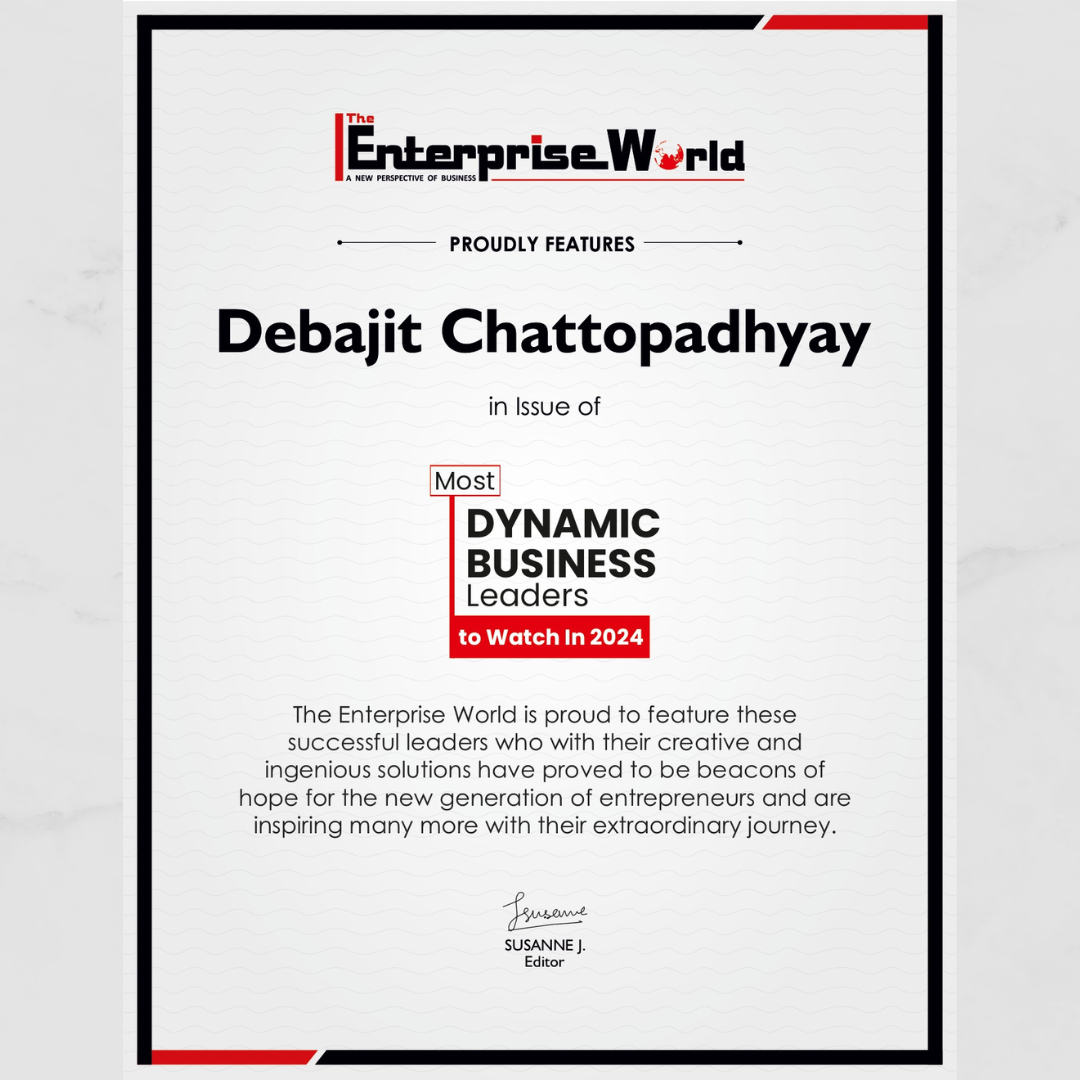 The
Enterprise World
A NEW PERSPECTIVE OF BUSINESS
PROUDLY FEATURES
Debajit Chattopadhyay
in Issue of
Most
DYNAMIC
BUSINESS
Leaders
to Watch In 2024
The Enterprise World is proud to feature these
successful leaders who with their creative and
ingenious solutions have proved to be beacons of
hope for the new generation of entrepreneurs and are
inspiring many more with their extraordinary journey.
Jsusanne
SUSANNE J.
Editor